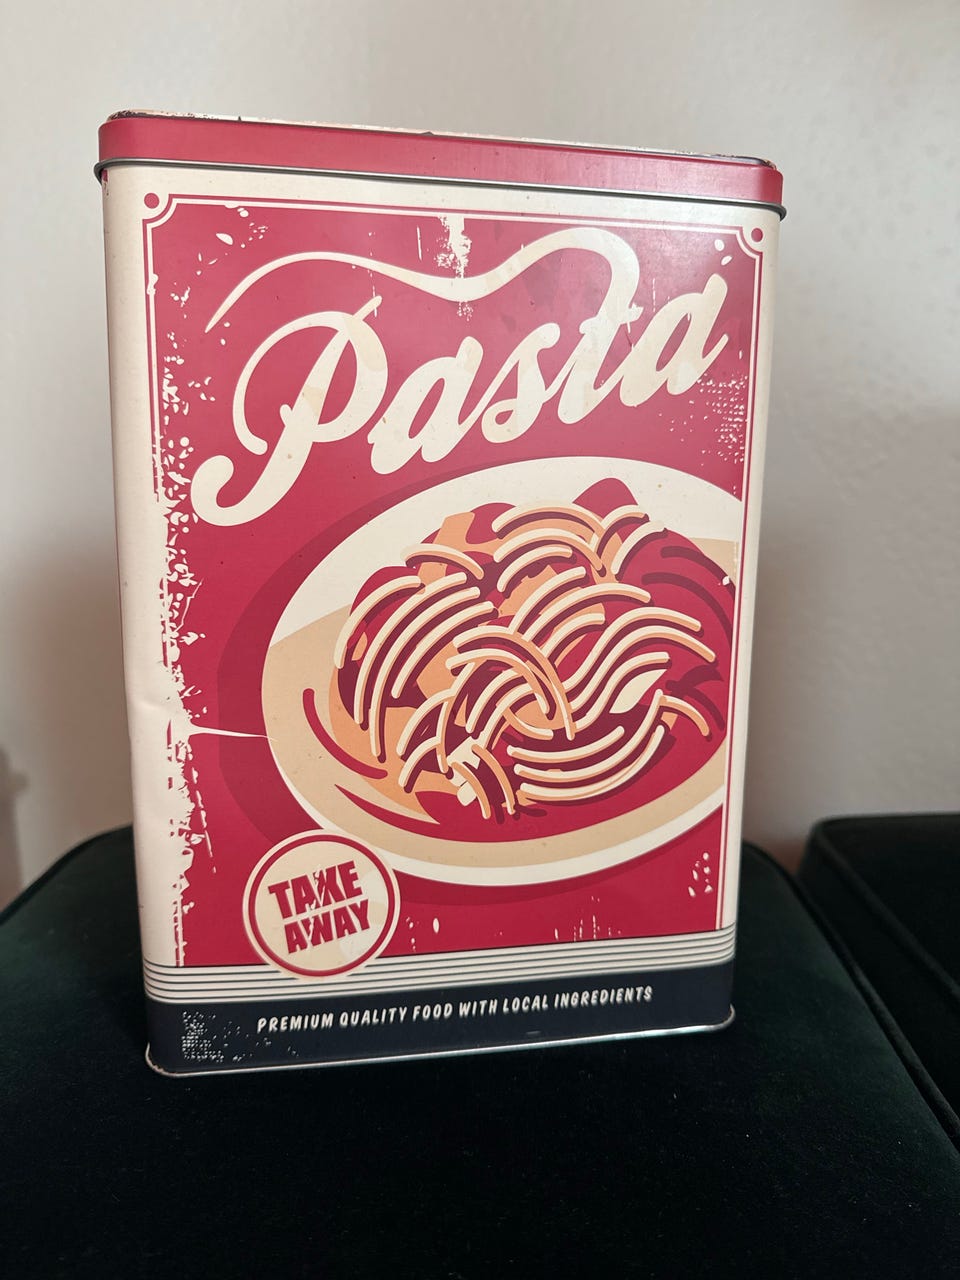 Pasta
TAKE
AWAY
PREMIUM QUALITY FOOD WITH LOCAL INGREDIENTS